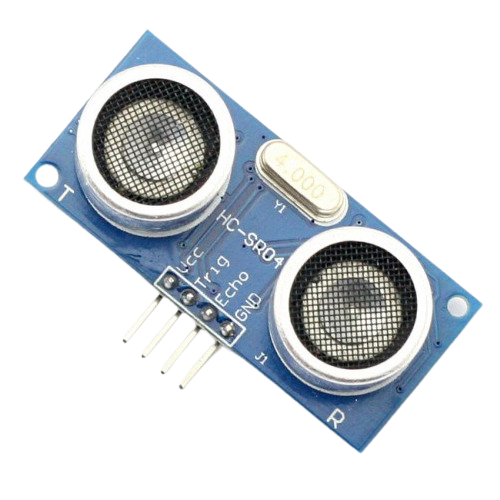 T
4.000
Y1
HC-SR04
Vcc
Trig
Echo
GND
J1
R